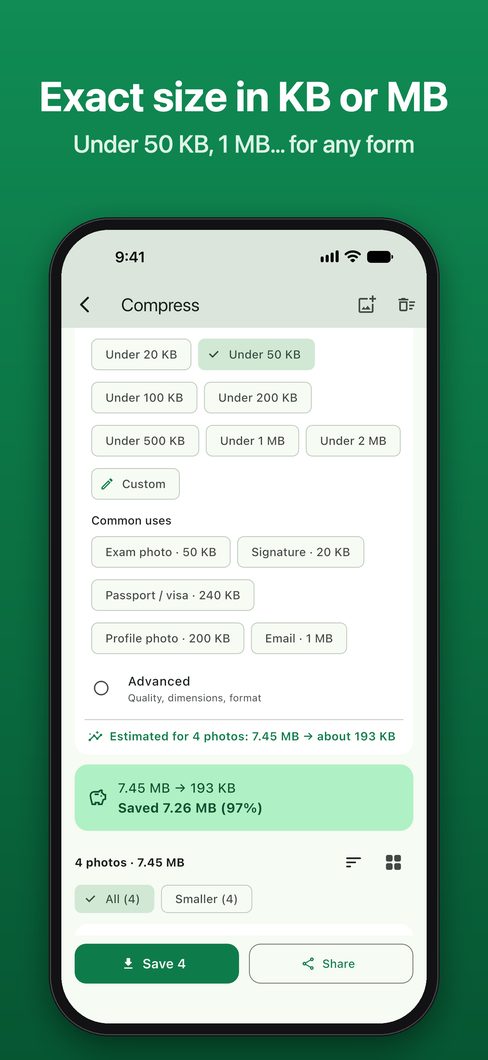 Exact size in KB or MB
Under 50 KB, 1 MB... for any form
9:41
Compress
Under 20 KB
Under 50 KB
Under 100 KB
Under 200 KB
Under 500 KB
Under 1 MB
Under 2 MB
Custom
Common uses
Exam photo · 50 KB
Signature · 20 KB
Passport / visa · 240 KB
Profile photo · 200 KB
Email · 1 MB
Advanced
Quality, dimensions, format
Estimated for 4 photos: 7.45 MB → about 193 KB
7.45 MB → 193 KB
Saved 7.26 MB (97%)
4 photos · 7.45 MB
All (4)
Smaller (4)
Save 4
Share